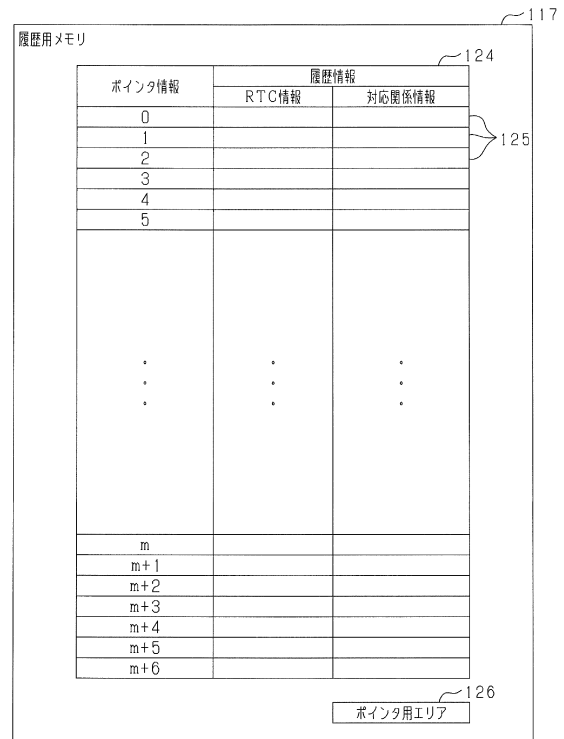 117
履歴用メモリ
124
ポインタ情報 履歴情報
RTC情報 対応関係情報
0
1
125
2
3
4
5
m
m+1
m+2
m+3
m+4
m+5
m+6
126
ポインタ用エリア